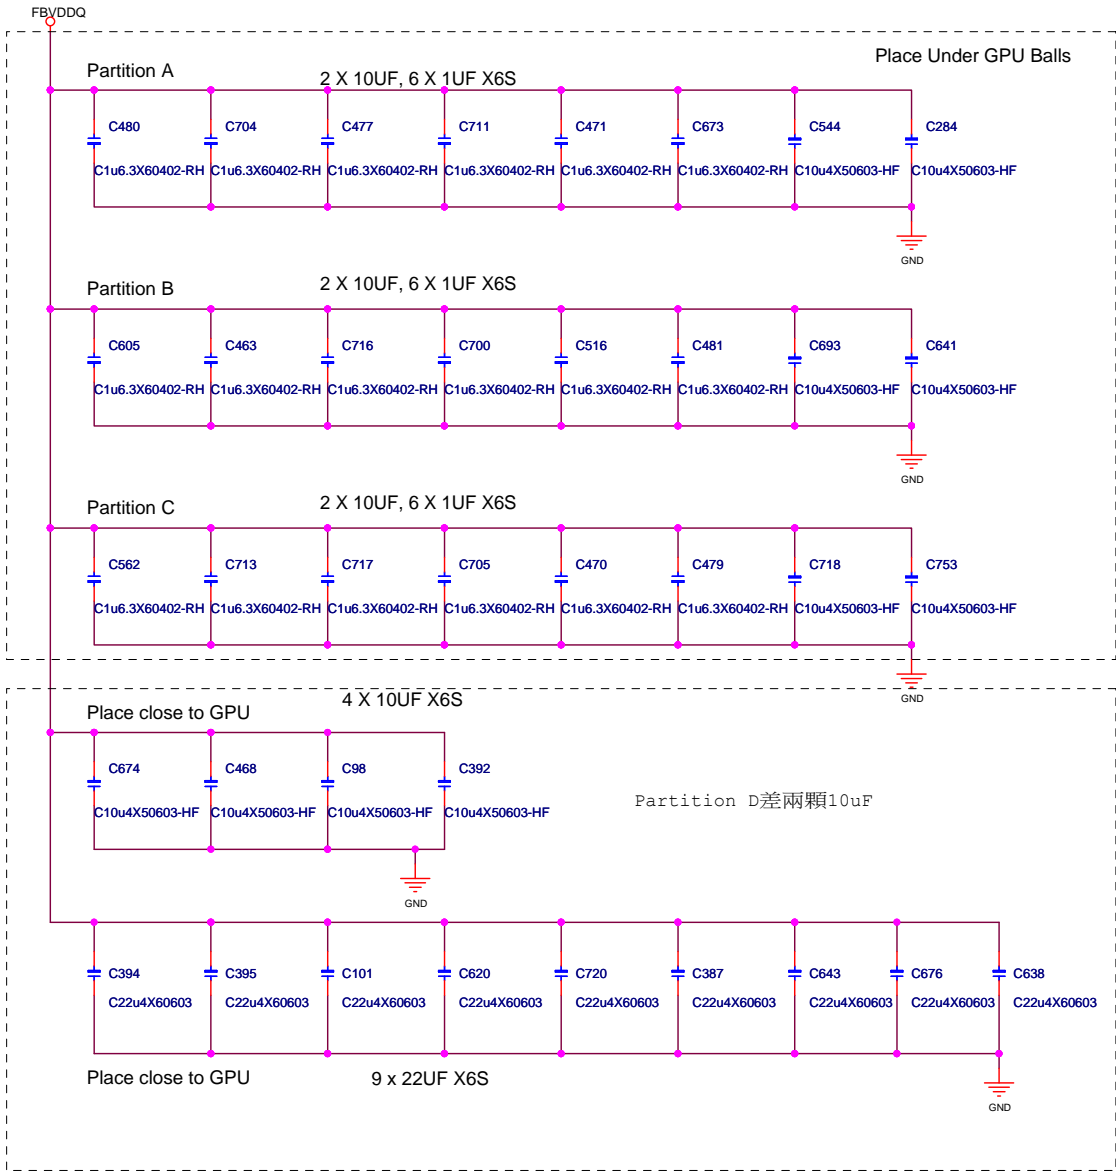 FBVDDQ
Place Under GPU Balls
Partition A
2 X 10UF, 6 X 1UF X6S
C480 C704 C477 C711 C471 C673 C544 C284
C1u6.3X60402-RH C1u6.3X60402-RH C1u6.3X60402-RH C1u6.3X60402-RH C1u6.3X60402-RH C1u6.3X60402-RH C10u4X50603-HF C10u4X50603-HF
GND
Partition B
2 X 10UF, 6 X 1UF X6S
C605 C463 C716 C700 C516 C481 C693 C641
C1u6.3X60402-RH C1u6.3X60402-RH C1u6.3X60402-RH C1u6.3X60402-RH C1u6.3X60402-RH C1u6.3X60402-RH C10u4X50603-HF C10u4X50603-HF
GND
Partition C
2 X 10UF, 6 X 1UF X6S
C562 C713 C717 C705 C470 C479 C718 C753
C1u6.3X60402-RH C1u6.3X60402-RH C1u6.3X60402-RH C1u6.3X60402-RH C1u6.3X60402-RH C1u6.3X60402-RH C10u4X50603-HF C10u4X50603-HF
GND
4 X 10UF X6S
Place close to GPU
C674 C468 C98 C392
C10u4X50603-HF C10u4X50603-HF C10u4X50603-HF C10u4X50603-HF
Partition D差兩顆10uF
GND
C394 C395 C101 C620 C720 C387 C643 C676 C638
C22u4X60603 C22u4X60603 C22u4X60603 C22u4X60603 C22u4X60603 C22u4X60603 C22u4X60603 C22u4X60603 C22u4X60603
Place close to GPU
9 x 22UF X6S
GND